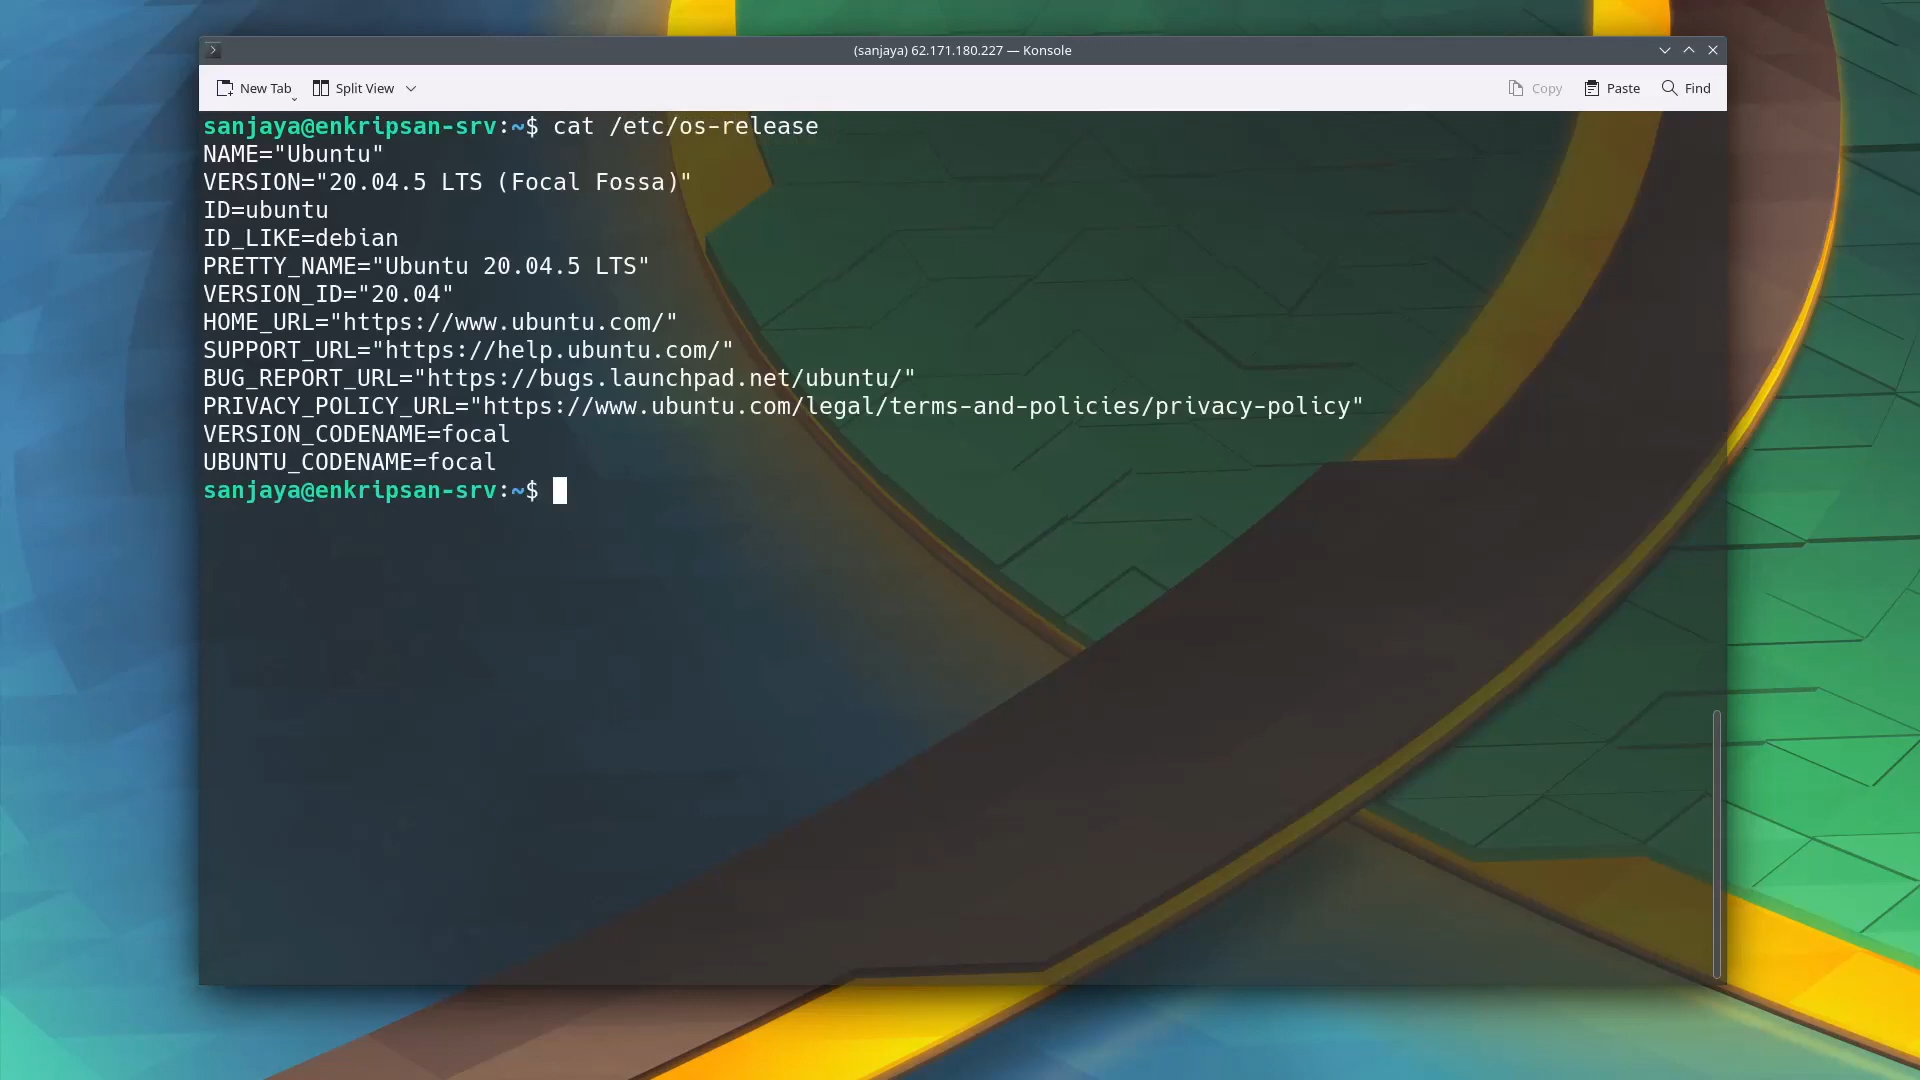 (sanjaya) 62.171.180.227 — Konsole
New Tab Split View Copy Paste Find
sanjaya@enkripsan-srv:~$ cat /etc/os-release
NAME="Ubuntu"
VERSION="20.04.5 LTS (Focal Fossa)"
ID=ubuntu
ID_LIKE=debian
PRETTY_NAME="Ubuntu 20.04.5 LTS"
VERSION_ID="20.04"
HOME_URL="https://www.ubuntu.com/"
SUPPORT_URL="https://help.ubuntu.com/"
BUG_REPORT_URL="https://bugs.launchpad.net/ubuntu/"
PRIVACY_POLICY_URL="https://www.ubuntu.com/legal/terms-and-policies/privacy-policy"
VERSION_CODENAME=focal
UBUNTU_CODENAME=focal
sanjaya@enkripsan-srv:~$